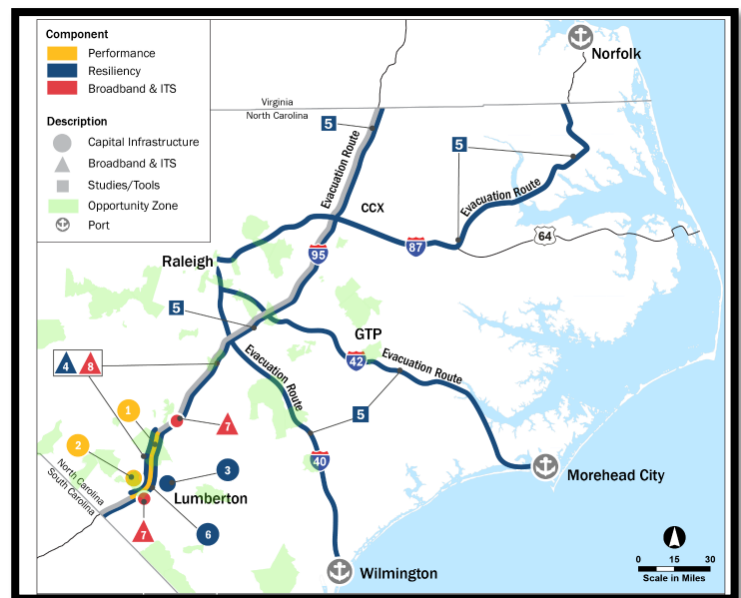 Component
Performance
Resiliency
Broadband & ITS
Description
Capital Infrastructure
Broadband & ITS
Studies/Tools
Opportunity Zone
Port
Norfolk
Virginia
North Carolina
5
Evacuation Route
5
Evacuation Route
CCX
64
87
95
Raleigh
5
GTP
42
Evacuation Route
Evacuation Route
4
8
5
1
7
2
40
3
North Carolina
South Carolina
Lumberton
Morehead City
6
7
Wilmington
0 15 30
Scale in Miles